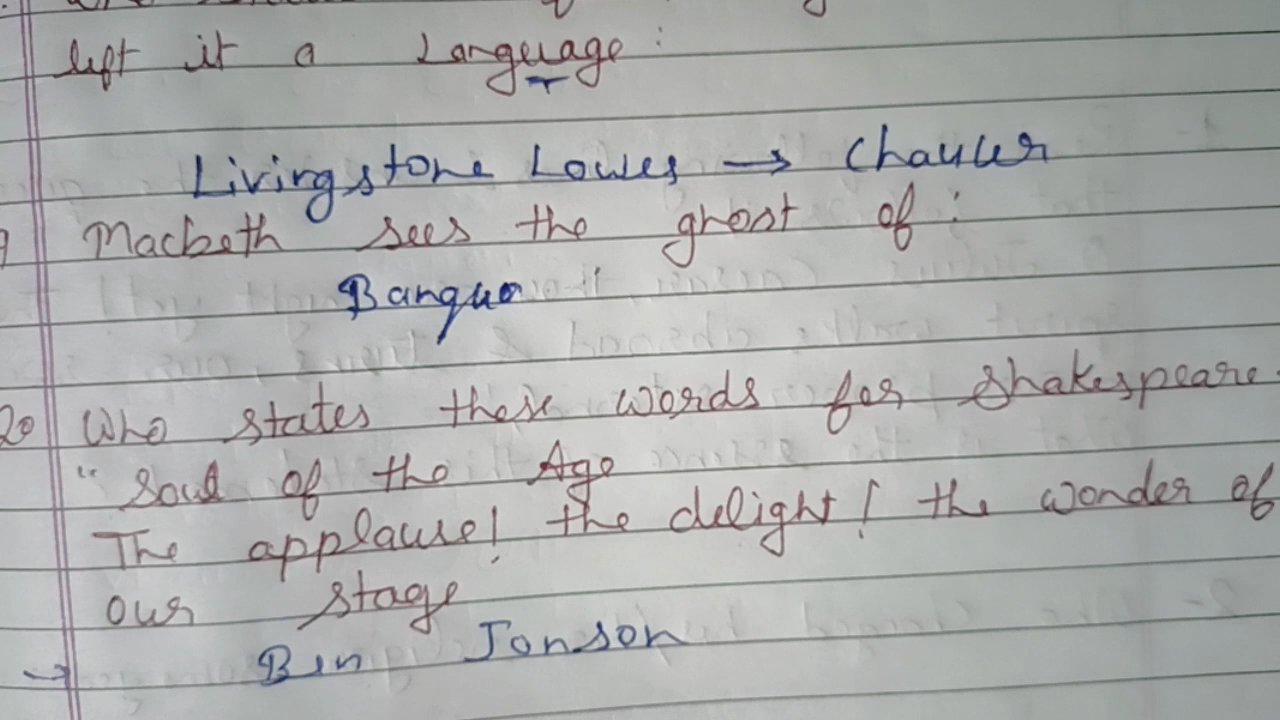 left it a Language :
Livingstone Lowes → Chaucer
Macbeth sees the ghost of :
Banquo
20 Who states these words for Shakespeare.
" Soul of the Age
The applause! the delight! the wonder of
our stage
→ Ben Jonson